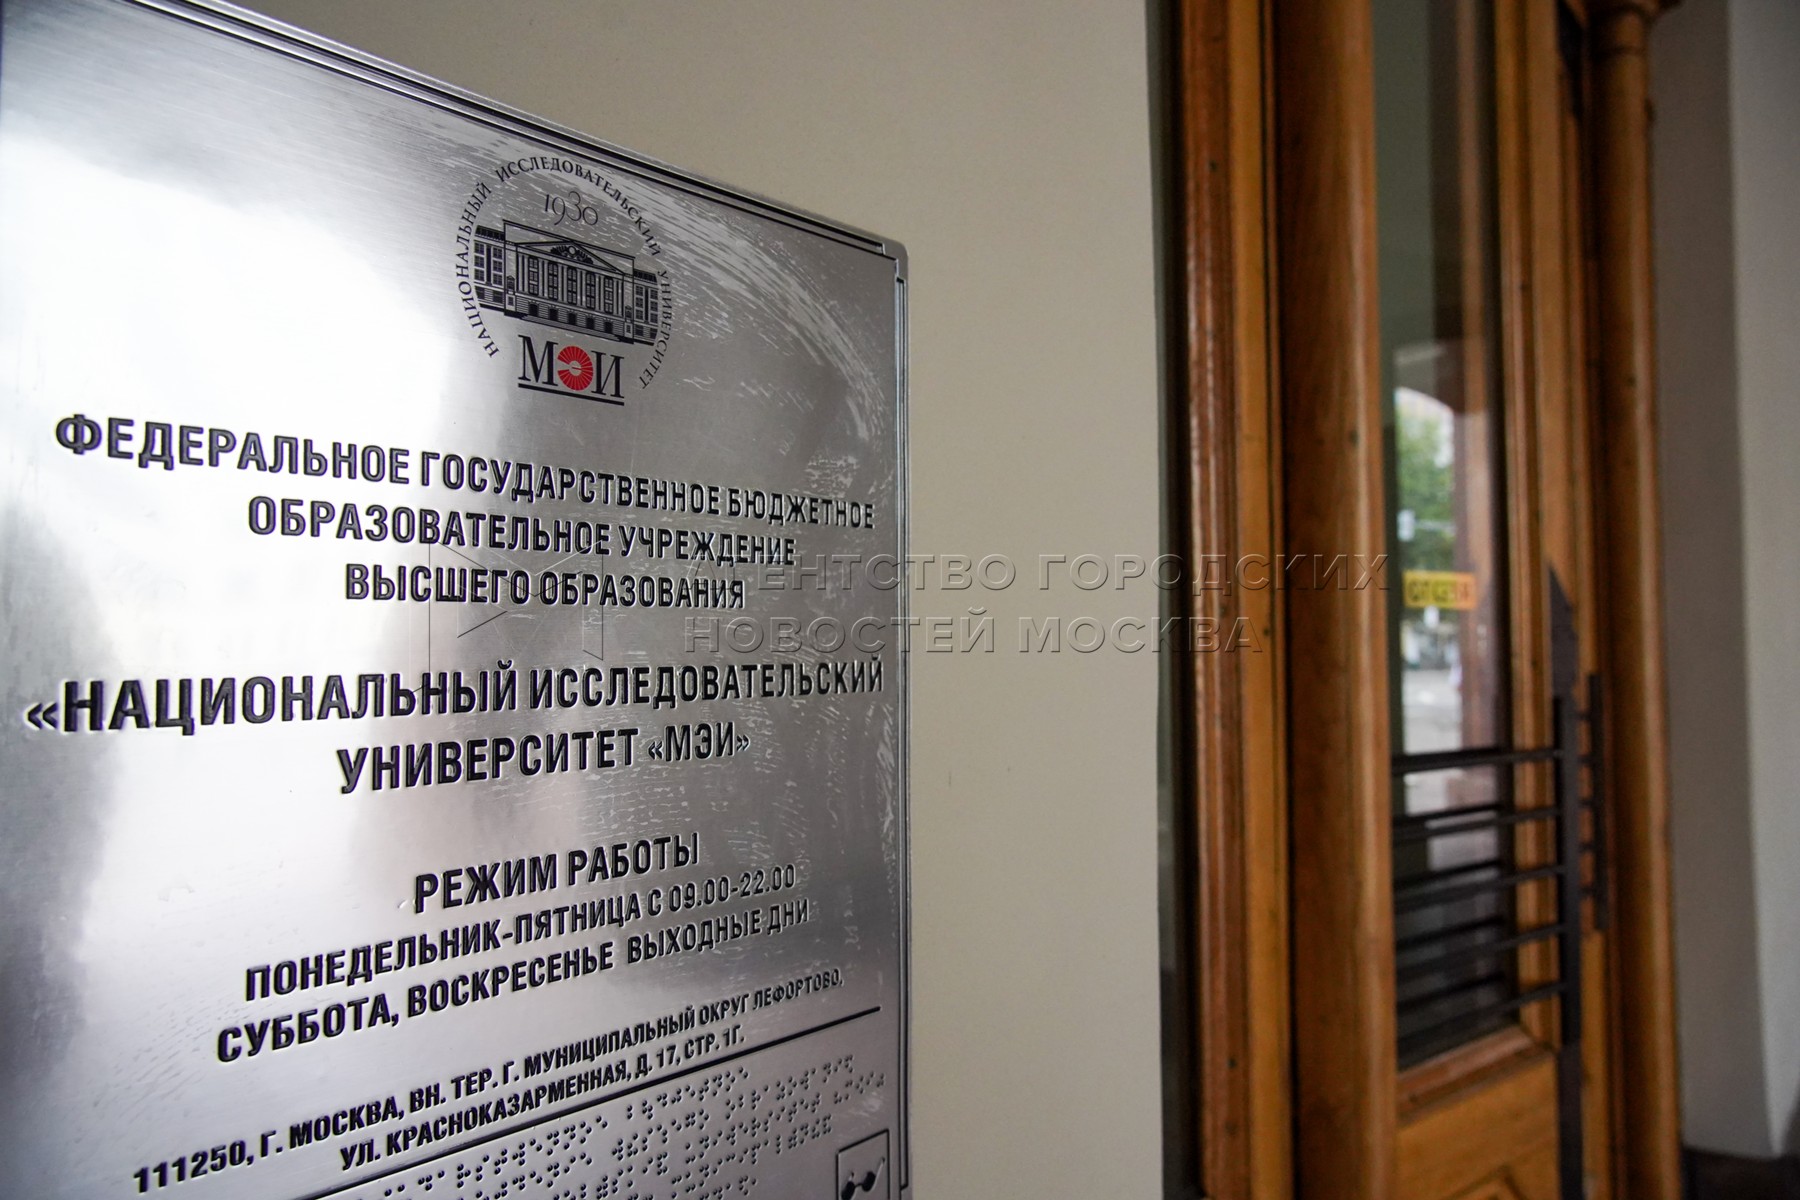 НАЦИОНАЛЬНЫЙ ИССЛЕДОВАТЕЛЬСКИЙ УНИВЕРСИТЕТ
1930
МЭИ
ФЕДЕРАЛЬНОЕ ГОСУДАРСТВЕННОЕ БЮДЖЕТНОЕ
ОБРАЗОВАТЕЛЬНОЕ УЧРЕЖДЕНИЕ
ВЫСШЕГО ОБРАЗОВАНИЯ
«НАЦИОНАЛЬНЫЙ ИССЛЕДОВАТЕЛЬСКИЙ
УНИВЕРСИТЕТ «МЭИ»
РЕЖИМ РАБОТЫ
ПОНЕДЕЛЬНИК-ПЯТНИЦА С 09.00-22.00
СУББОТА, ВОСКРЕСЕНЬЕ ВЫХОДНЫЕ ДНИ
111250, Г. МОСКВА, ВН. ТЕР. Г. МУНИЦИПАЛЬНЫЙ ОКРУГ ЛЕФОРТОВО,
УЛ. КРАСНОКАЗАРМЕННАЯ, Д. 17, СТР. 1Г.
АГЕНТСТВО ГОРОДСКИХ
НОВОСТЕЙ МОСКВА